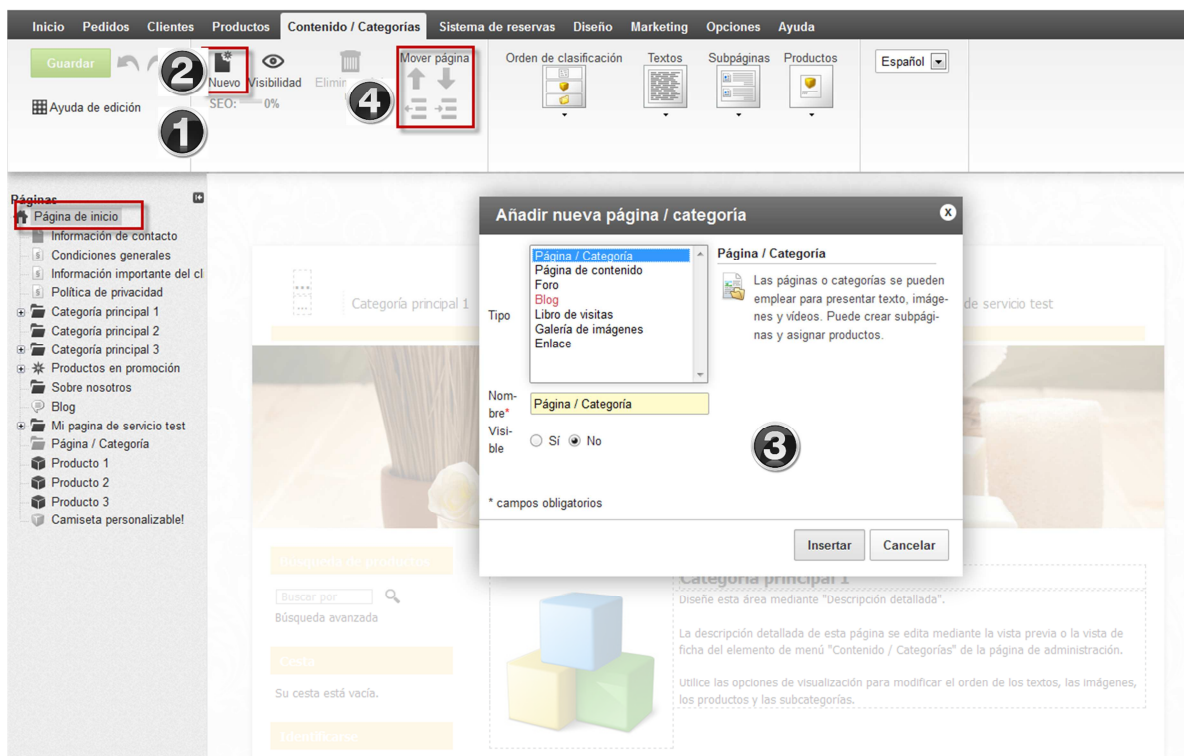 Inicio Pedidos Clientes Productos Contenido / Categorías Sistema de reservas Diseño Marketing Opciones Ayuda
Guardar
2
Nuevo
Visibilidad
4
Mover página
Orden de clasificación
Textos
Subpáginas
Productos
Español
Ayuda de edición
1
SEO: 0%
Páginas
Página de inicio
Información de contacto
Condiciones generales
Información importante del cl
Política de privacidad
Categoría principal 1
Categoría principal 2
Categoría principal 3
Productos en promoción
Sobre nosotros
Blog
Mi pagina de servicio test
Página / Categoría
Producto 1
Producto 2
Producto 3
Camiseta personalizable!
Categoría principal 1
de servicio test
Añadir nueva página / categoría
x
Tipo
Página / Categoría
Página de contenido
Foro
Blog
Libro de visitas
Galería de imágenes
Enlace
Página / Categoría
Las páginas o categorías se pueden
emplear para presentar texto, imáge-
nes y vídeos. Puede crear subpági-
nas y asignar productos.
Nom-
bre*
Página / Categoría
Visi-
ble
Sí No
3
* campos obligatorios
Insertar Cancelar
Búsqueda de productos
Buscar por
Búsqueda avanzada
Cesta
Su cesta está vacía.
Identificarse
Categoría principal 1
Diseñe esta área mediante "Descripción detallada".
La descripción detallada de esta página se edita mediante la vista previa o la vista de
ficha del elemento de menú "Contenido / Categorías" de la página de administración.
Utilice las opciones de visualización para modificar el orden de los textos, las imágenes,
los productos y las subcategorías.